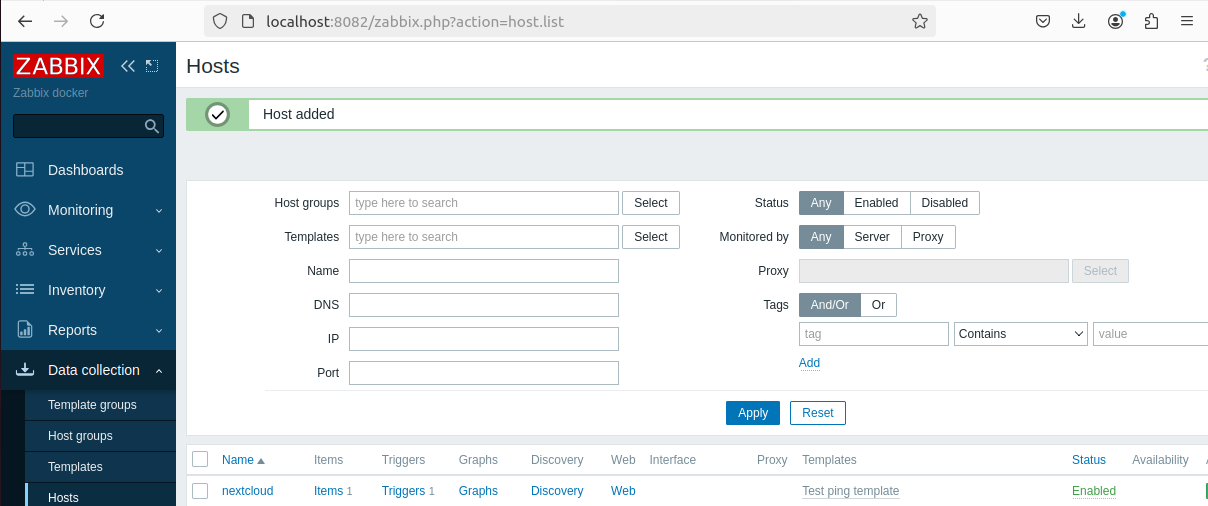 localhost:8082/zabbix.php?action=host.list
ZABBIX
Zabbix docker
Dashboards
Monitoring
Services
Inventory
Reports
Data collection
Template groups
Host groups
Templates
Hosts
Hosts
?
Host added
Host groups type here to search Select
Templates type here to search Select
Name
DNS
IP
Port
Status Any Enabled Disabled
Monitored by Any Server Proxy
Proxy Select
Tags And/Or Or
tag Contains value
Add
Apply Reset
Name Items Triggers Graphs Discovery Web Interface Proxy Templates Status Availability
nextcloud Items 1 Triggers 1 Graphs Discovery Web Test ping template Enabled